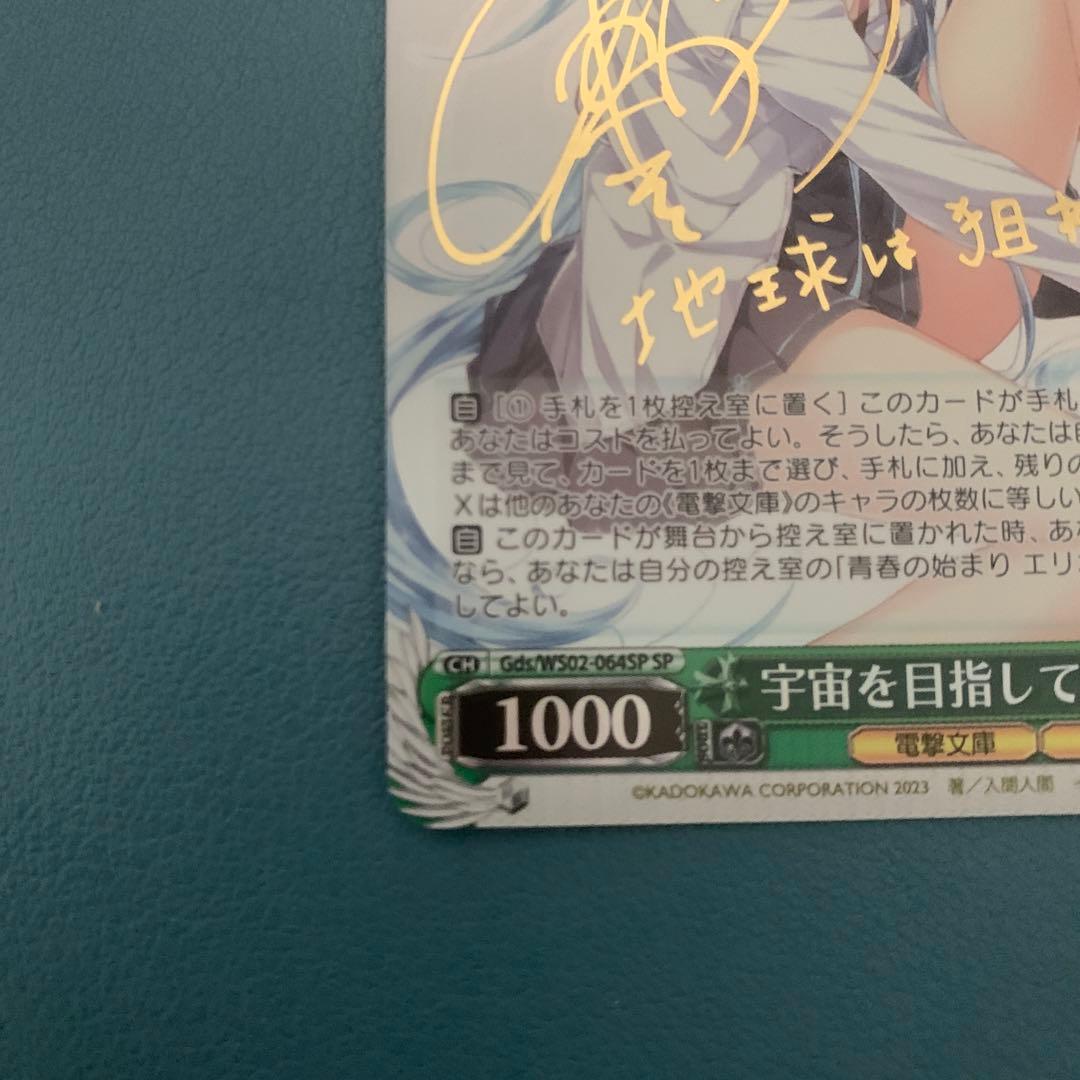 地球は狙
自 [① 手札を1枚控え室に置く] このカードが手札
あなたはコストを払ってよい。そうしたら、あなたは
まで見て、カードを1枚まで選び、手札に加え、残りの
Xは他のあなたの《電撃文庫》のキャラの枚数に等しい
自 このカードが舞台から控え室に置かれた時、あ
なら、あなたは自分の控え室の「青春の始まり エリ
してよい。
CH Gds/WS02-064SP SP
宇宙を目指して
POWER 1000
SOUL
電撃文庫
©KADOKAWA CORPORATION 2023 著／入間人間